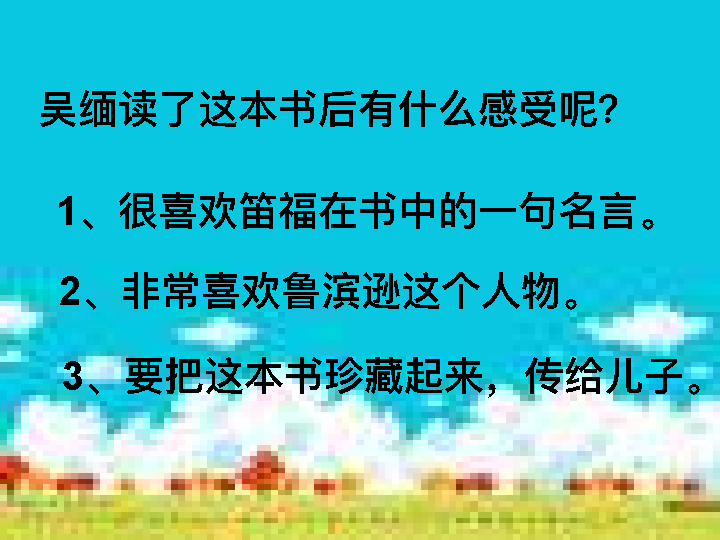 吴缅读了这本书后有什么感受呢?
1、很喜欢笛福在书中的一句名言。
2、非常喜欢鲁滨逊这个人物。
3、要把这本书珍藏起来，传给儿子。